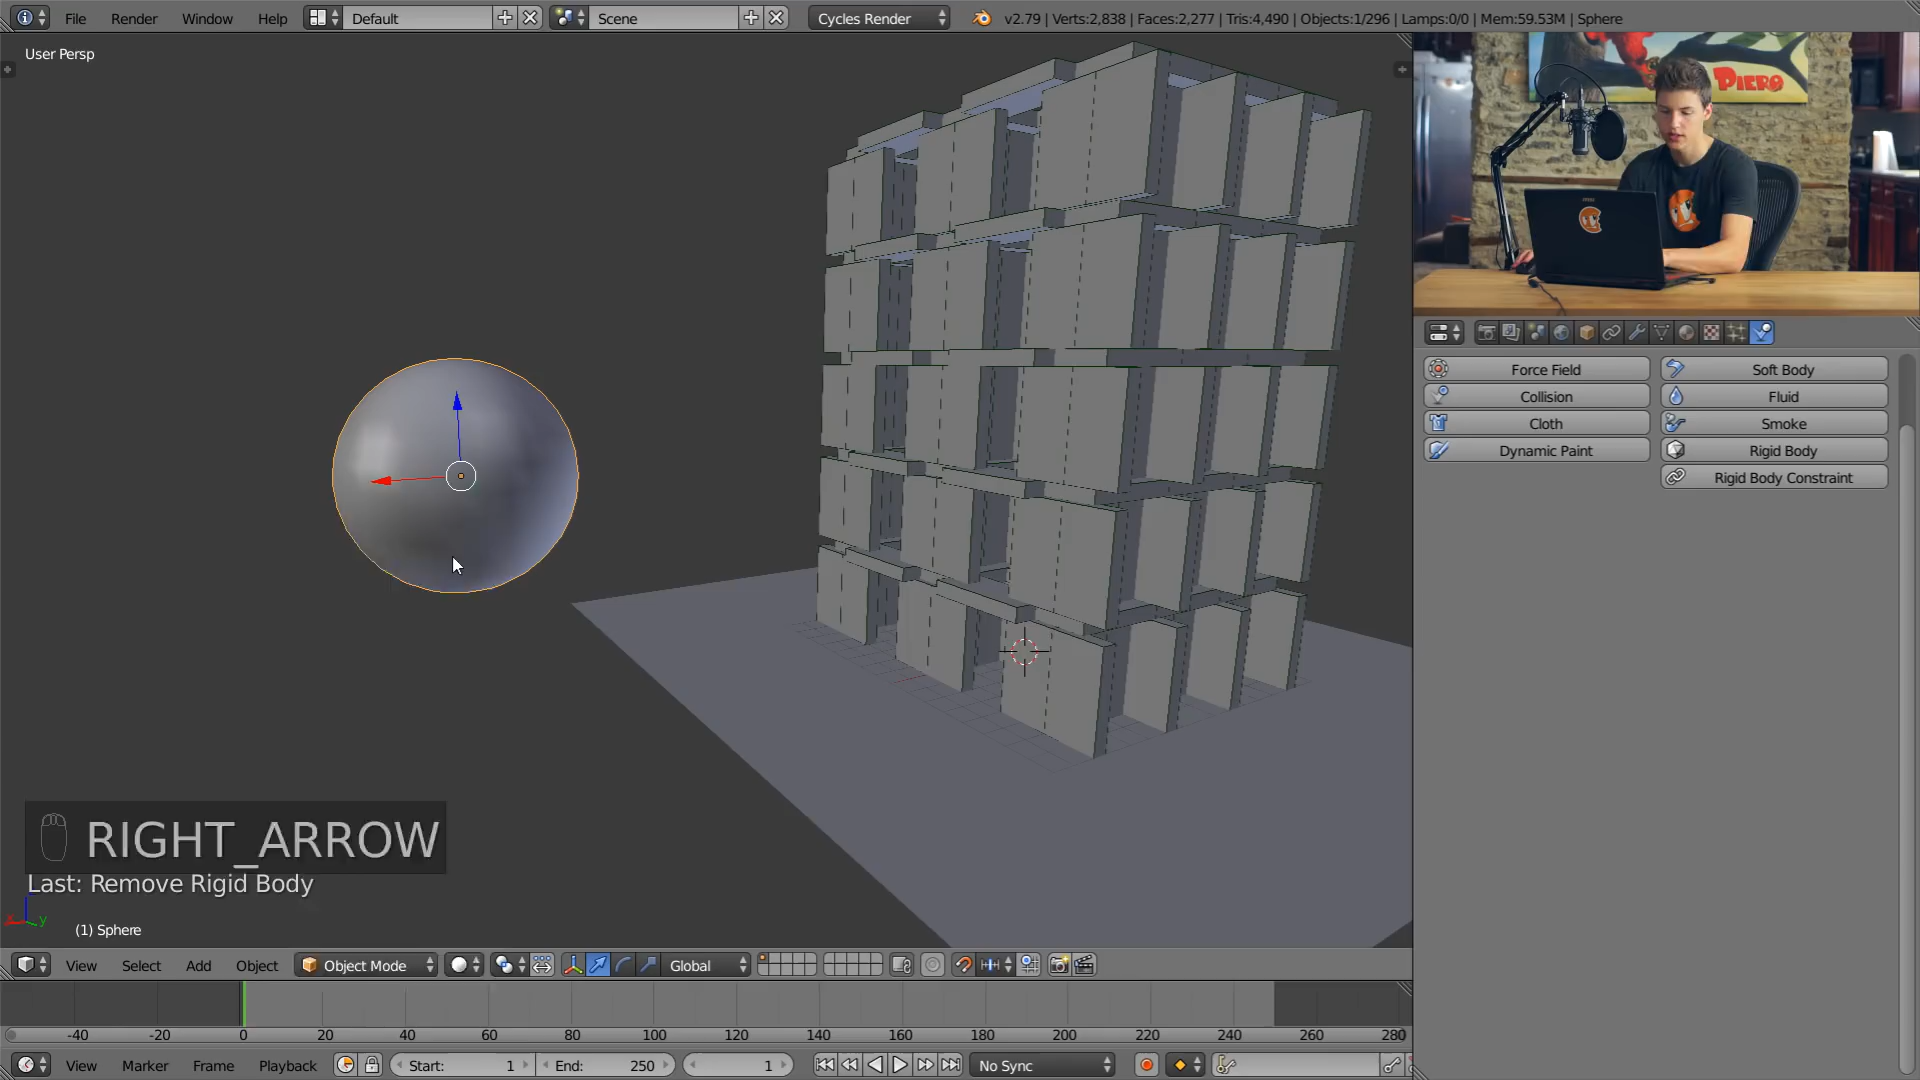 File Render Window Help Default Scene Cycles Render v2.79 | Verts:2,838 | Faces:2,277 | Tris:4,490 | Objects:1/296 | Lamps:0/0 | Mem:59.53M | Sphere
User Persp
PIERO
Force Field Soft Body
Collision Fluid
Cloth Smoke
Dynamic Paint Rigid Body
Rigid Body Constraint
RIGHT_ARROW
Last: Remove Rigid Body
x y
(1) Sphere
View Select Add Object Object Mode Global
-40 -20 0 20 40 60 80 100 120 140 160 180 200 220 240 260 280
View Marker Frame Playback Start: 1 End: 250 1 No Sync